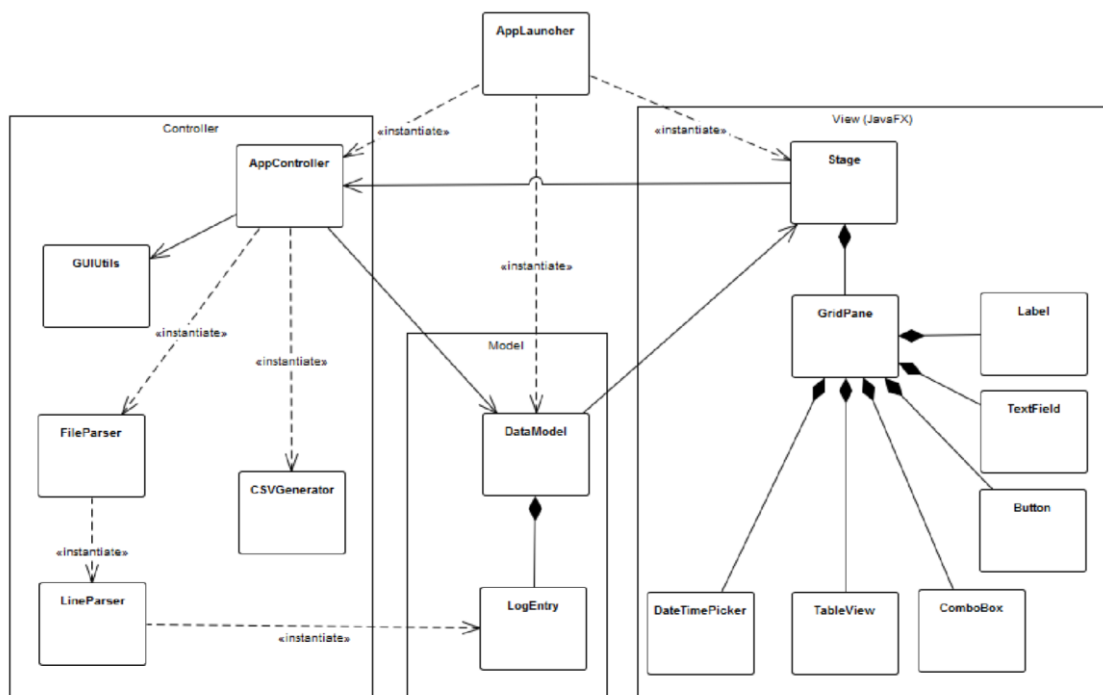 AppLauncher
Controller
View (JavaFX)
«instantiate»
«instantiate»
AppController
Stage
GUIUtils
«instantiate»
«instantiate»
GridPane
Label
Model
«instantiate»
TextField
FileParser
DataModel
CSVGenerator
Button
«instantiate»
LineParser
LogEntry
DateTimePicker
TableView
ComboBox
«instantiate»